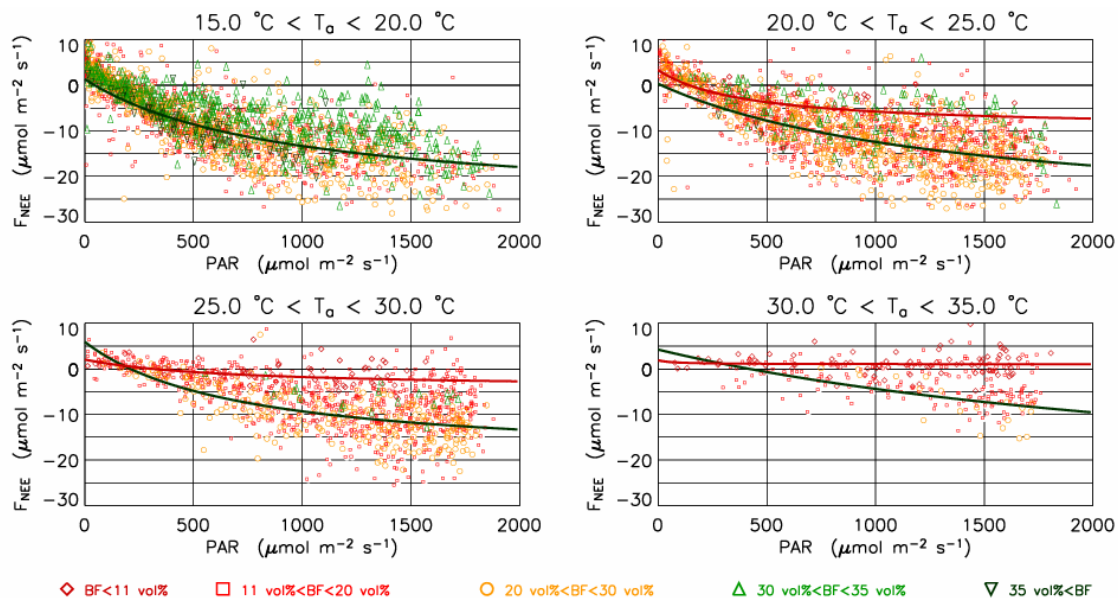 15.0 °C < Ta < 20.0 °C
10
0
−10
−20
−30
FNEE (μmol m−2 s−1)
0 500 1000 1500 2000
PAR (μmol m−2 s−1)
20.0 °C < Ta < 25.0 °C
10
0
−10
−20
−30
FNEE (μmol m−2 s−1)
0 500 1000 1500 2000
PAR (μmol m−2 s−1)
25.0 °C < Ta < 30.0 °C
10
0
−10
−20
−30
FNEE (μmol m−2 s−1)
0 500 1000 1500 2000
PAR (μmol m−2 s−1)
30.0 °C < Ta < 35.0 °C
10
0
−10
−20
−30
FNEE (μmol m−2 s−1)
0 500 1000 1500 2000
PAR (μmol m−2 s−1)
BF<11 vol% 11 vol%<BF<20 vol% 20 vol%<BF<30 vol% 30 vol%<BF<35 vol% 35 vol%<BF